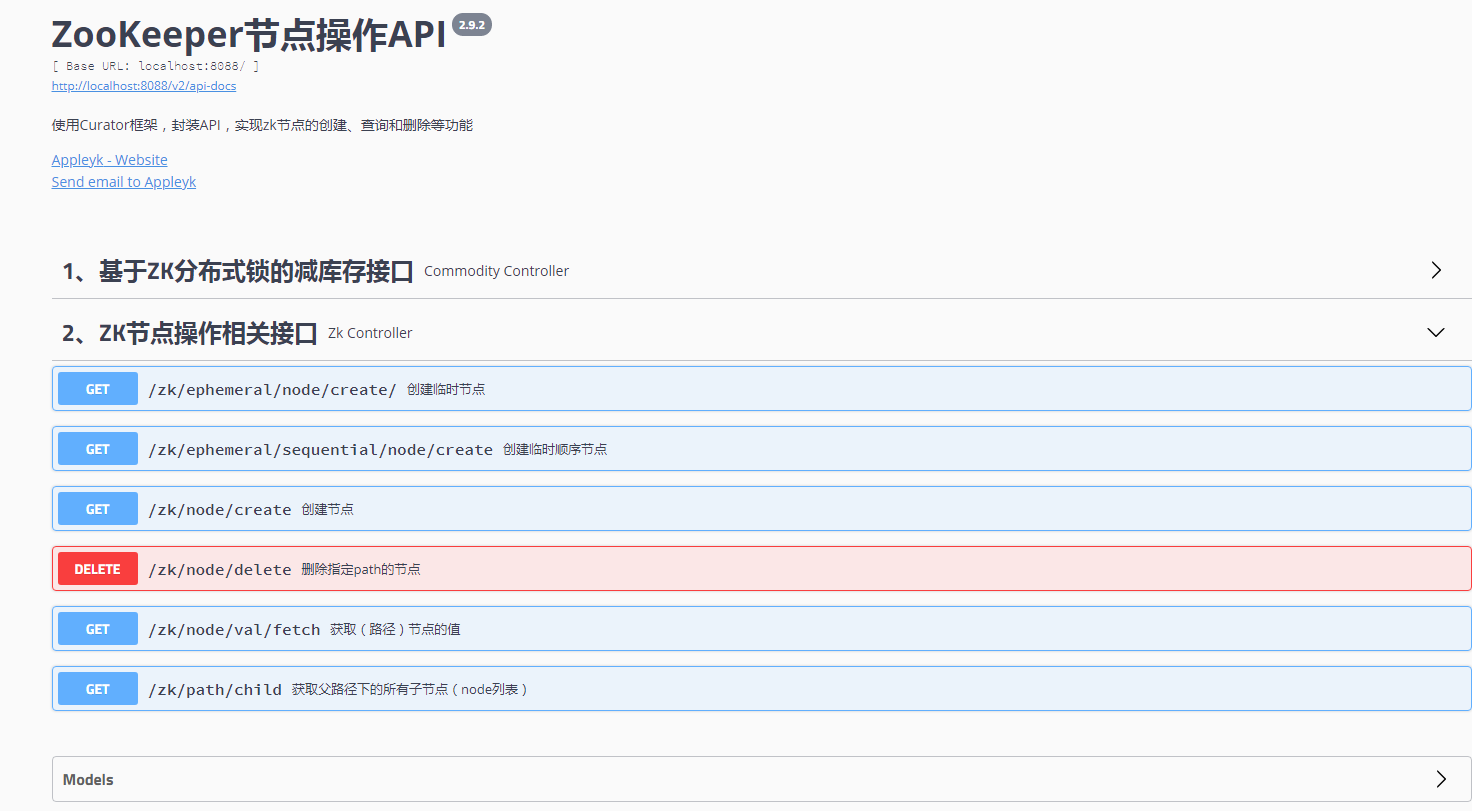 ZooKeeper节点操作API 2.9.2
[ Base URL: localhost:8088/ ]
http://localhost:8088/v2/api-docs
使用Curator框架，封装API，实现zk节点的创建、查询和删除等功能
Appleyk - Website
Send email to Appleyk
1、基于ZK分布式锁的减库存接口 Commodity Controller
2、ZK节点操作相关接口 Zk Controller
GET /zk/ephemeral/node/create/ 创建临时节点
GET /zk/ephemeral/sequential/node/create 创建临时顺序节点
GET /zk/node/create 创建节点
DELETE /zk/node/delete 删除指定path的节点
GET /zk/node/val/fetch 获取（路径）节点的值
GET /zk/path/child 获取父路径下的所有子节点（node列表）
Models